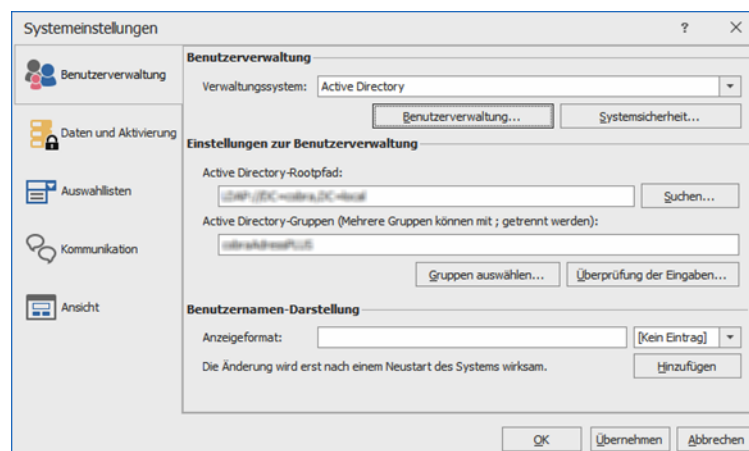 Systemeinstellungen
?
Benutzerverwaltung
Daten und Aktivierung
Auswahllisten
Kommunikation
Ansicht
Benutzerverwaltung
Verwaltungssystem: Active Directory
Benutzerverwaltung... Systemsicherheit...
Einstellungen zur Benutzerverwaltung
Active Directory-Rootpfad:
Suchen...
Active Directory-Gruppen (Mehrere Gruppen können mit ; getrennt werden):
Gruppen auswählen... Überprüfung der Eingaben...
Benutzernamen-Darstellung
Anzeigeformat: [Kein Eintrag]
Die Änderung wird erst nach einem Neustart des Systems wirksam. Hinzufügen
OK Übernehmen Abbrechen